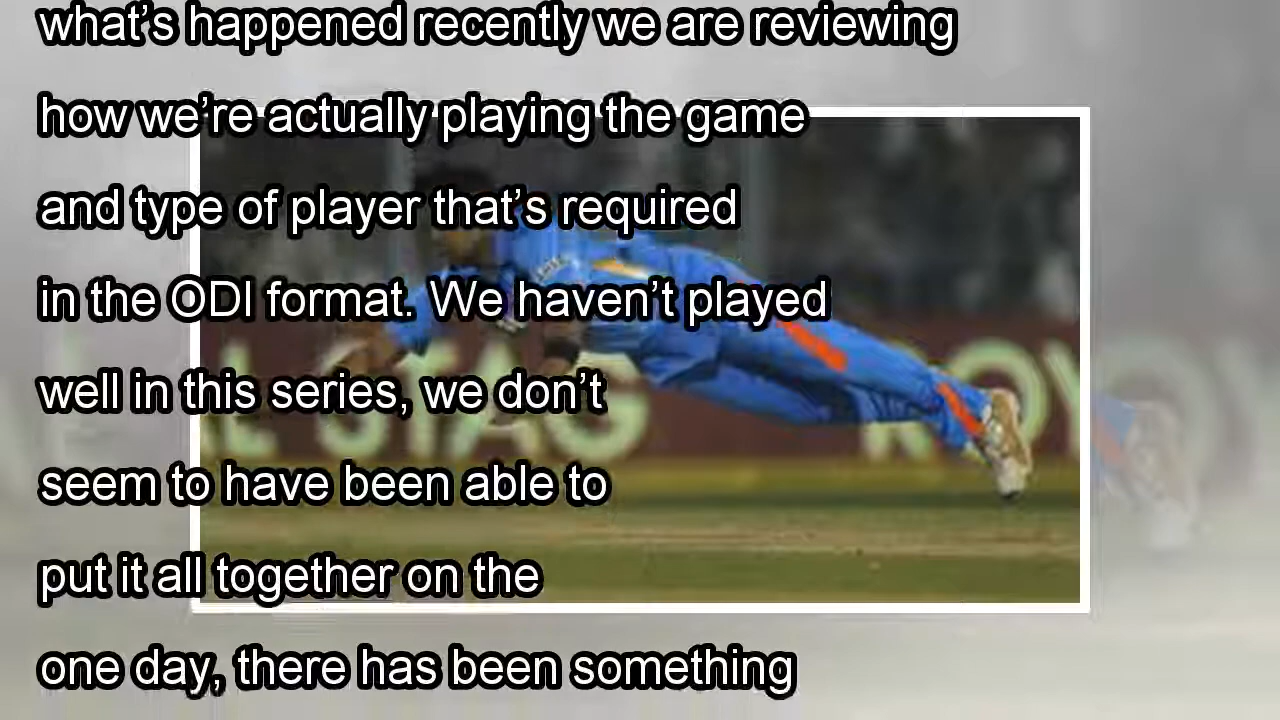 what's happened recently we are reviewing
how we're actually playing the game
and type of player that's required
in the ODI format. We haven't played
well in this series, we don't
seem to have been able to
put it all together on the
one day, there has been something
STAG